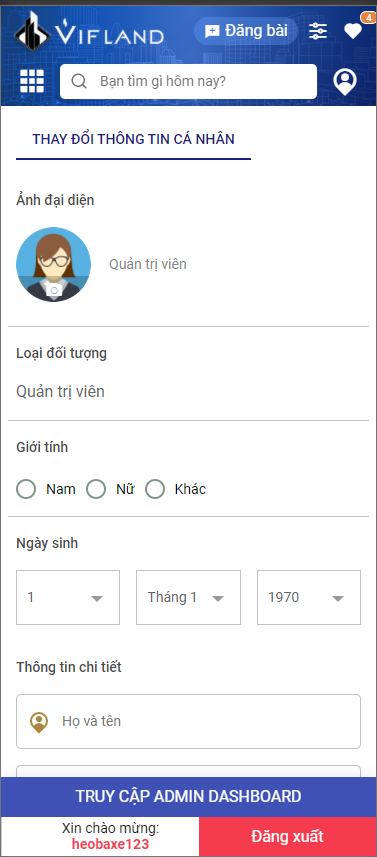 VIFLAND
Đăng bài
4
Bạn tìm gì hôm nay?
THAY ĐỔI THÔNG TIN CÁ NHÂN
Ảnh đại diện
Quản trị viên
Loại đối tượng
Quản trị viên
Giới tính
Nam Nữ Khác
Ngày sinh
1 Tháng 1 1970
Thông tin chi tiết
Họ và tên
TRUY CẬP ADMIN DASHBOARD
Xin chào mừng:
heobaxe123
Đăng xuất